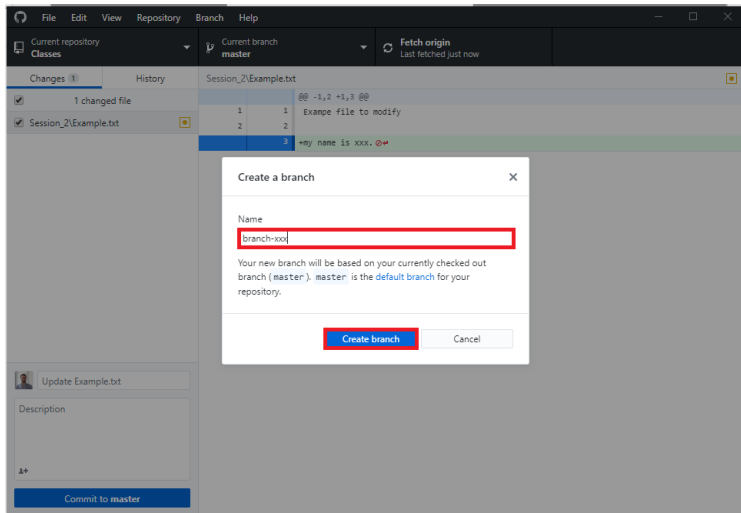 File Edit View Repository Branch Help
Current repository
Classes
Current branch
master
Fetch origin
Last fetched just now
Changes 1 History
Session_2\Example.txt
1 changed file
Session_2\Example.txt
@@ -1,2 +1,3 @@
1 1 Exampe file to modify
2 2
3 +my name is xxx.
Create a branch
Name
branch-xxx
Your new branch will be based on your currently checked out
branch (master). master is the default branch for your
repository.
Create branch Cancel
Update Example.txt
Description
Commit to master